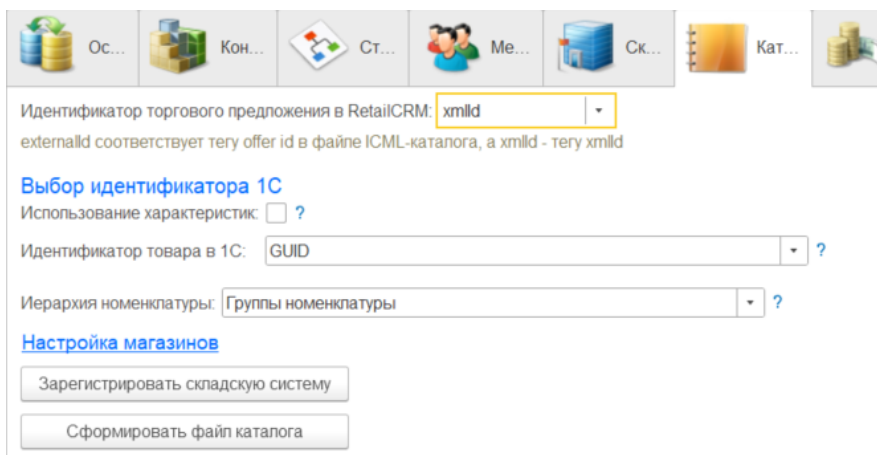 Ос... Кон... Ст... Ме... Ск... Кат...
Идентификатор торгового предложения в RetailCRM: xmlId
externalId соответствует тегу offer id в файле ICML-каталога, а xmlId - тегу xmlId
Выбор идентификатора 1С
Использование характеристик: ?
Идентификатор товара в 1С: GUID ?
Иерархия номенклатуры: Группы номенклатуры ?
Настройка магазинов
Зарегистрировать складскую систему
Сформировать файл каталога